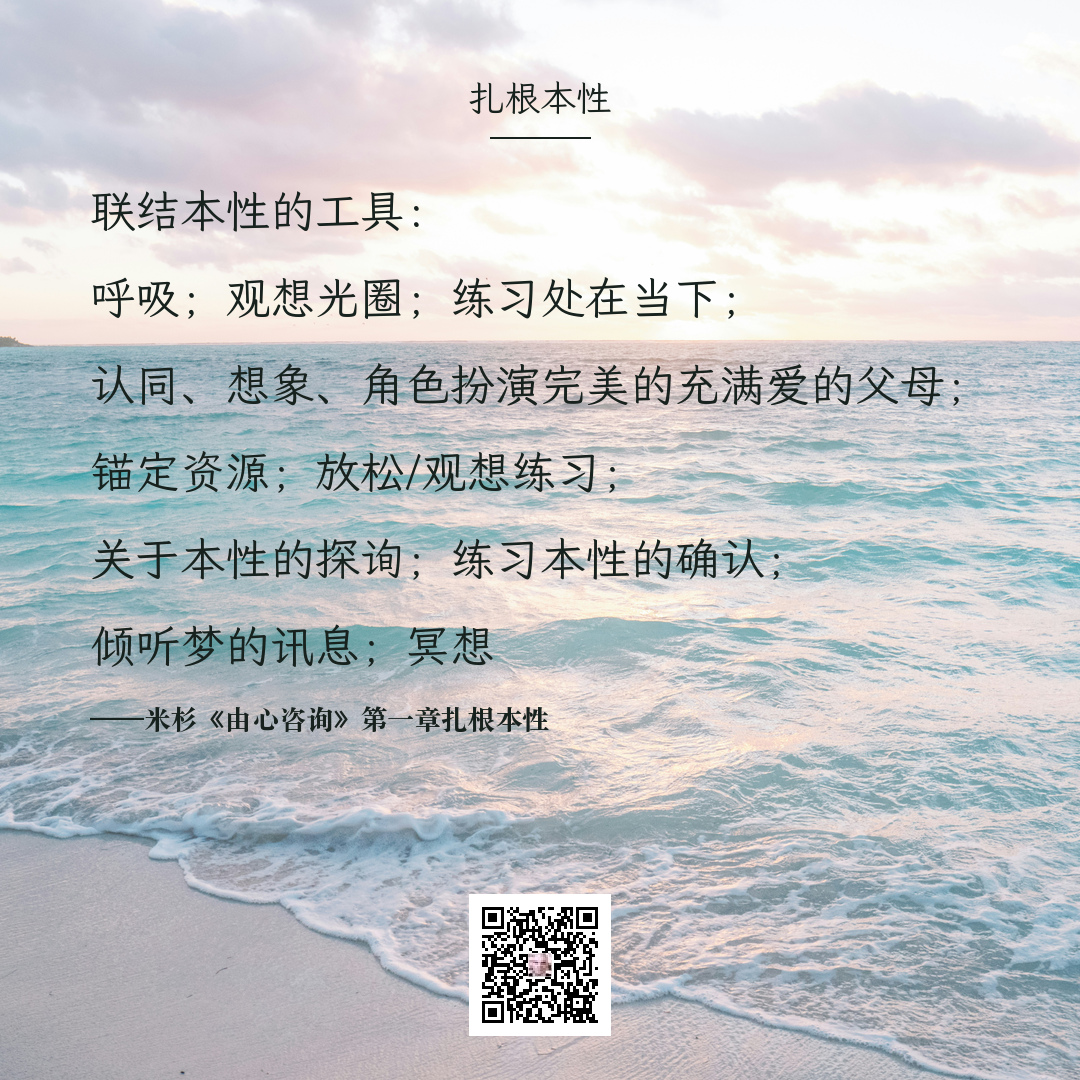 扎根本性
联结本性的工具：
呼吸；观想光圈；练习处在当下；
认同、想象、角色扮演完美的充满爱的父母；
锚定资源；放松/观想练习；
关于本性的探询；练习本性的确认；
倾听梦的讯息；冥想
——米杉《由心咨询》第一章扎根本性